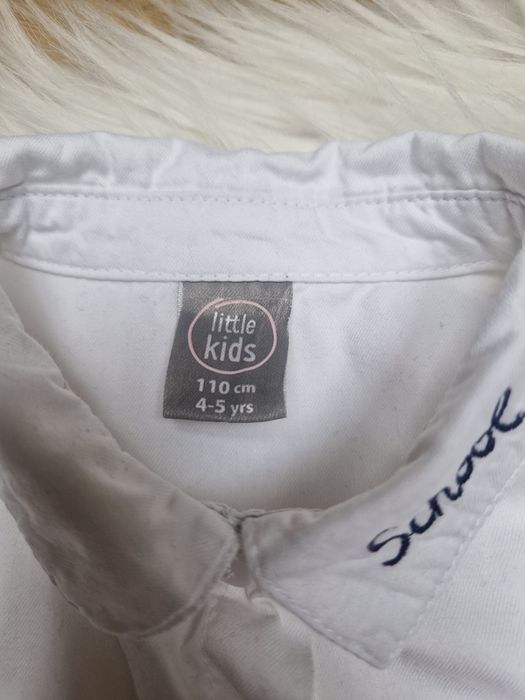 little
kids
110 cm
4-5 yrs
School